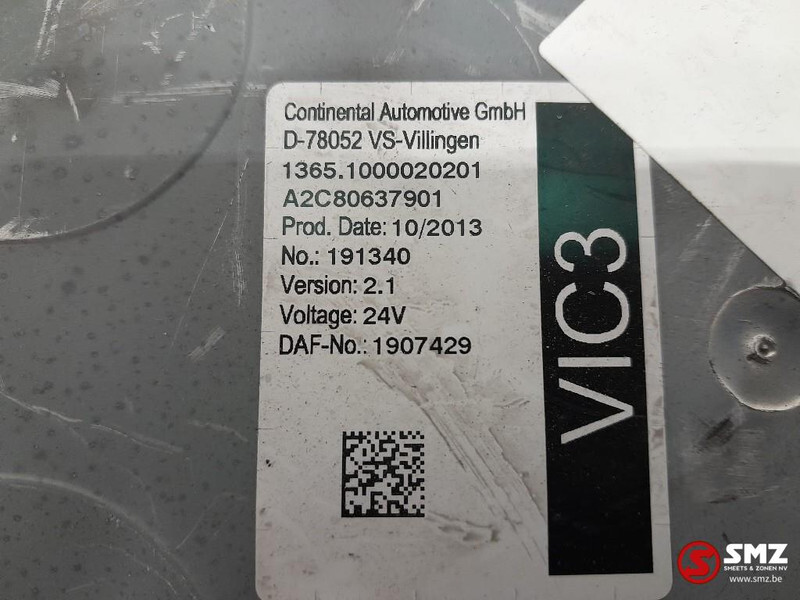 Continental Automotive GmbH
D-78052 VS-Villingen
1365.1000020201
A2C80637901
Prod. Date: 10/2013
No.: 191340
Version: 2.1
Voltage: 24V
DAF-No.: 1907429
VIC3
SMZ
SMEETS & ZONEN NV
www.smz.be